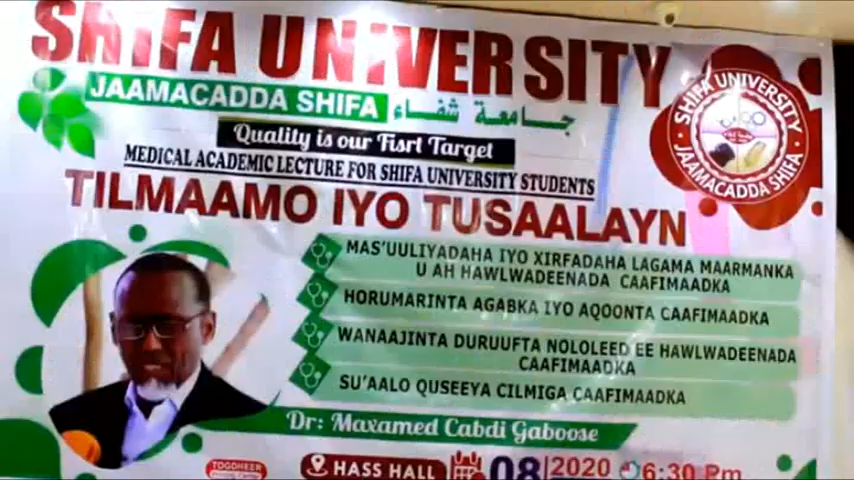 SHIFA UNIVERSITY
JAAMACADDA SHIFA جامعة شفاء
Quality is our Fisrt Target
MEDICAL ACADEMIC LECTURE FOR SHIFA UNIVERSITY STUDENTS
TILMAAMO IYO TUSAALAYN
MAS'UULIYADAHA IYO XIRFADAHA LAGAMA MAARMANKA
U AH HAWLWADEENADA CAAFIMAADKA
HORUMARINTA AGABKA IYO AQOONTA CAAFIMAADKA
WANAAJINTA DURUUFTA NOLOLEED EE HAWLWADEENADA
CAAFIMAADKA
SU'AALO QUSEEYA CILMIGA CAAFIMAADKA
Dr: Maxamed Cabdi Gaboose
TOGDHEER
HASS HALL 08 2020 6:30 Pm
SHIFA UNIVERSITY
JAAMACADDA SHIFA